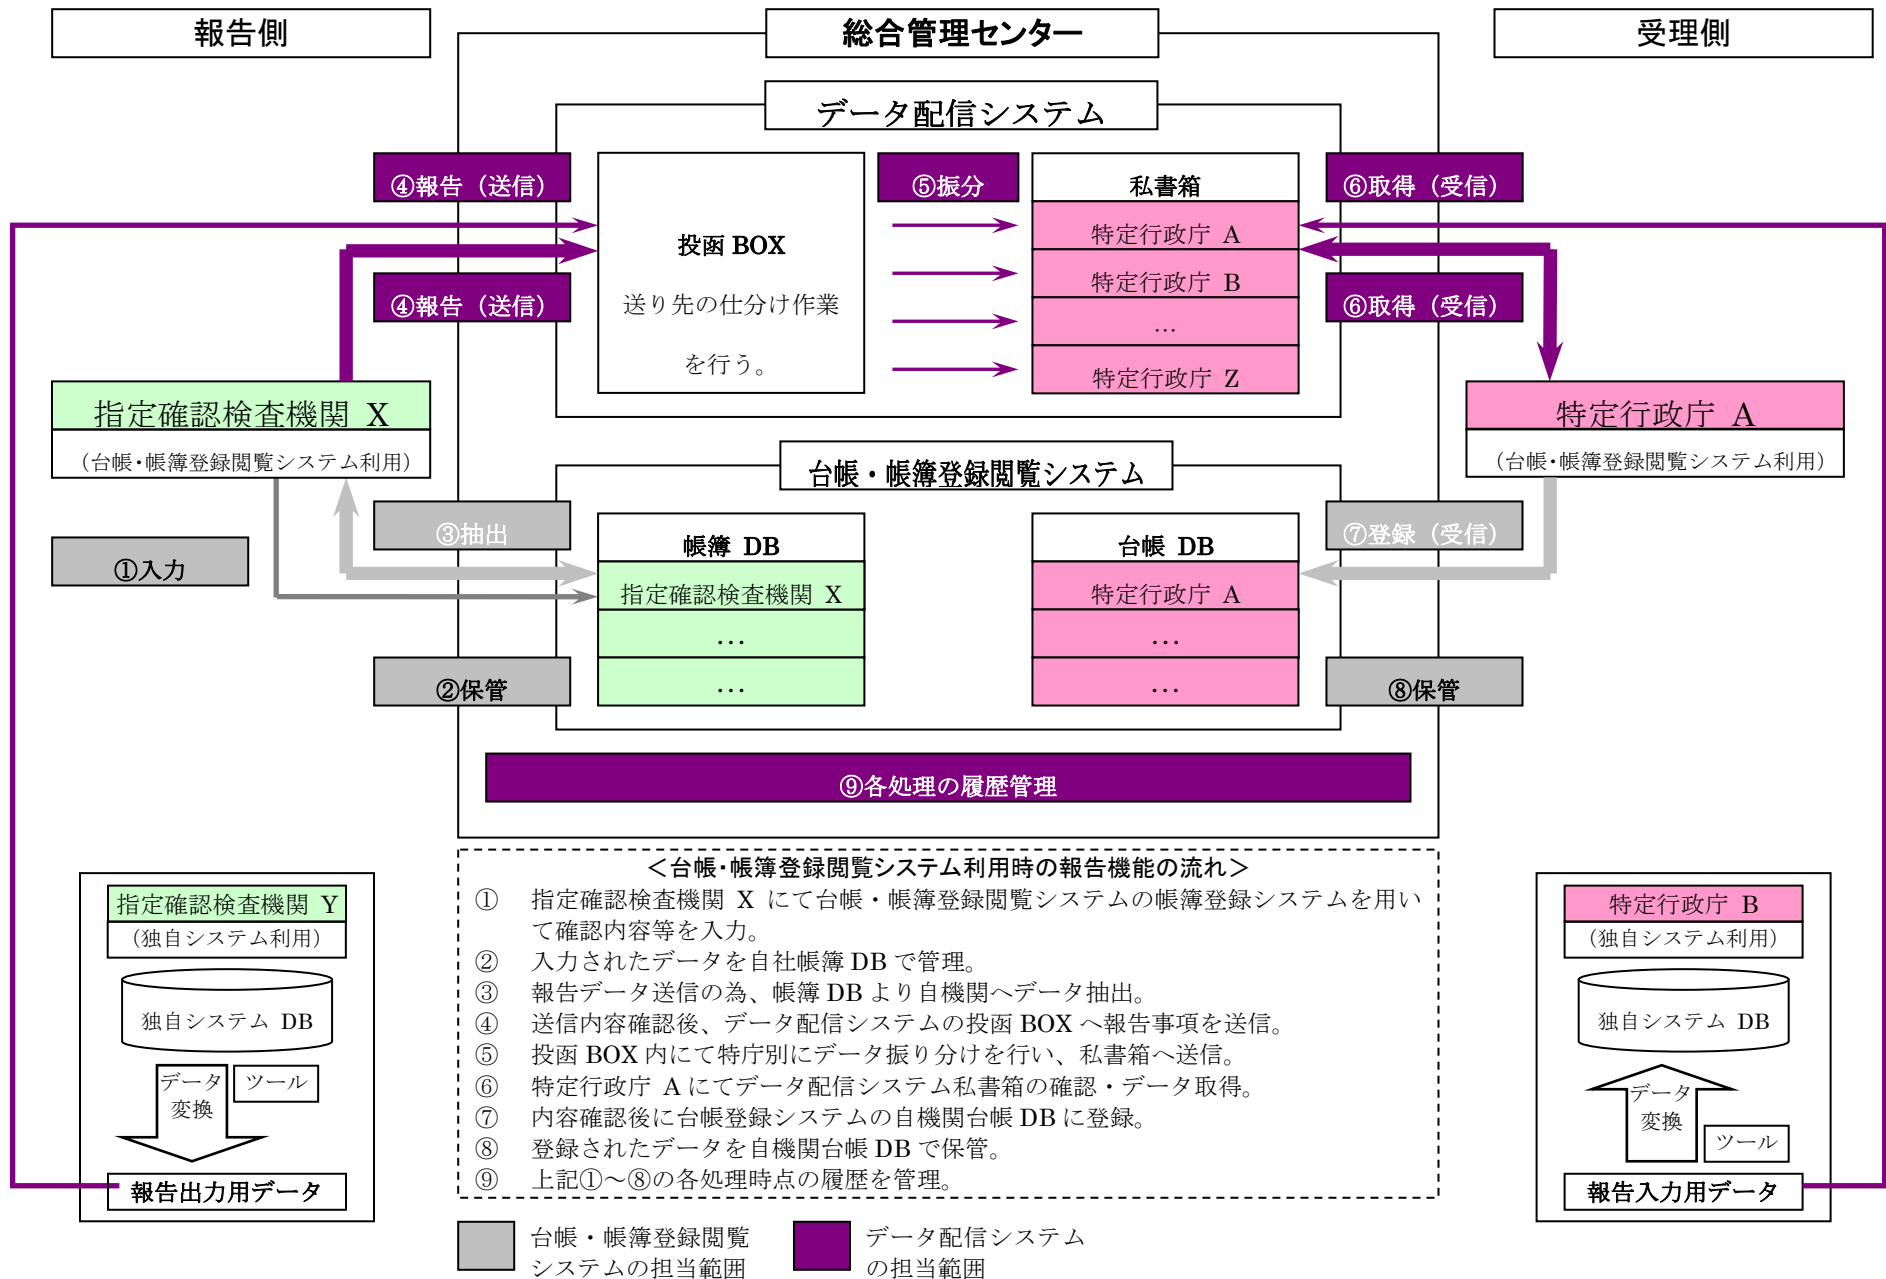 報告側
総合管理センター
受理側
データ配信システム
④報告（送信）
⑤振分
私書箱
⑥取得（受信）
投函 BOX
送り先の仕分け作業
を行う。
特定行政庁 A
特定行政庁 B
…
特定行政庁 Z
④報告（送信）
⑥取得（受信）
指定確認検査機関 X
（台帳・帳簿登録閲覧システム利用）
特定行政庁 A
（台帳・帳簿登録閲覧システム利用）
台帳・帳簿登録閲覧システム
③抽出
帳簿 DB
台帳 DB
⑦登録（受信）
①入力
指定確認検査機関 X
…
…
特定行政庁 A
…
…
②保管
⑧保管
⑨各処理の履歴管理
＜台帳・帳簿登録閲覧システム利用時の報告機能の流れ＞
① 指定確認検査機関 X にて台帳・帳簿登録閲覧システムの帳簿登録システムを用い
て確認内容等を入力。
② 入力されたデータを自社帳簿 DB で管理。
③ 報告データ送信の為、帳簿 DB より自機関へデータ抽出。
④ 送信内容確認後、データ配信システムの投函 BOX へ報告事項を送信。
⑤ 投函 BOX 内にて特庁別にデータ振り分けを行い、私書箱へ送信。
⑥ 特定行政庁 A にてデータ配信システム私書箱の確認・データ取得。
⑦ 内容確認後に台帳登録システムの自機関台帳 DB に登録。
⑧ 登録されたデータを自機関台帳 DB で保管。
⑨ 上記①～⑧の各処理時点の履歴を管理。
指定確認検査機関 Y
（独自システム利用）
独自システム DB
データ
変換
ツール
報告出力用データ
特定行政庁 B
（独自システム利用）
独自システム DB
データ
変換
ツール
報告入力用データ
台帳・帳簿登録閲覧
システムの担当範囲
データ配信システム
の担当範囲